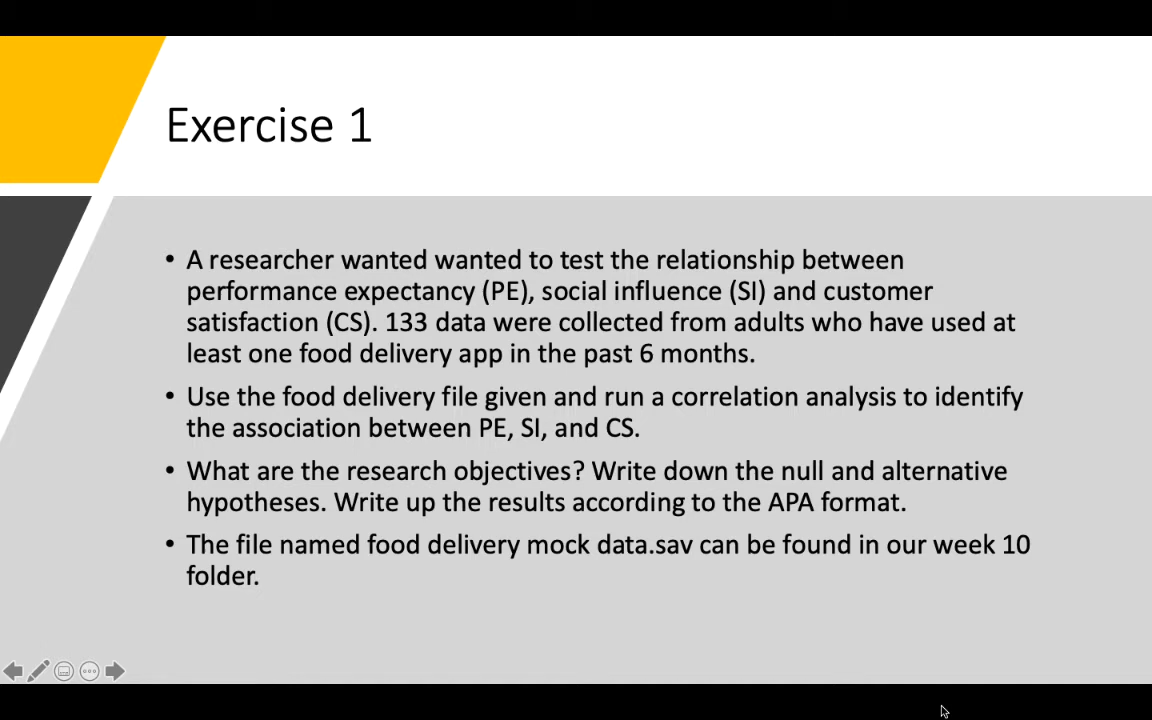 Exercise 1
• A researcher wanted wanted to test the relationship between
performance expectancy (PE), social influence (SI) and customer
satisfaction (CS). 133 data were collected from adults who have used at
least one food delivery app in the past 6 months.
• Use the food delivery file given and run a correlation analysis to identify
the association between PE, SI, and CS.
• What are the research objectives? Write down the null and alternative
hypotheses. Write up the results according to the APA format.
• The file named food delivery mock data.sav can be found in our week 10
folder.